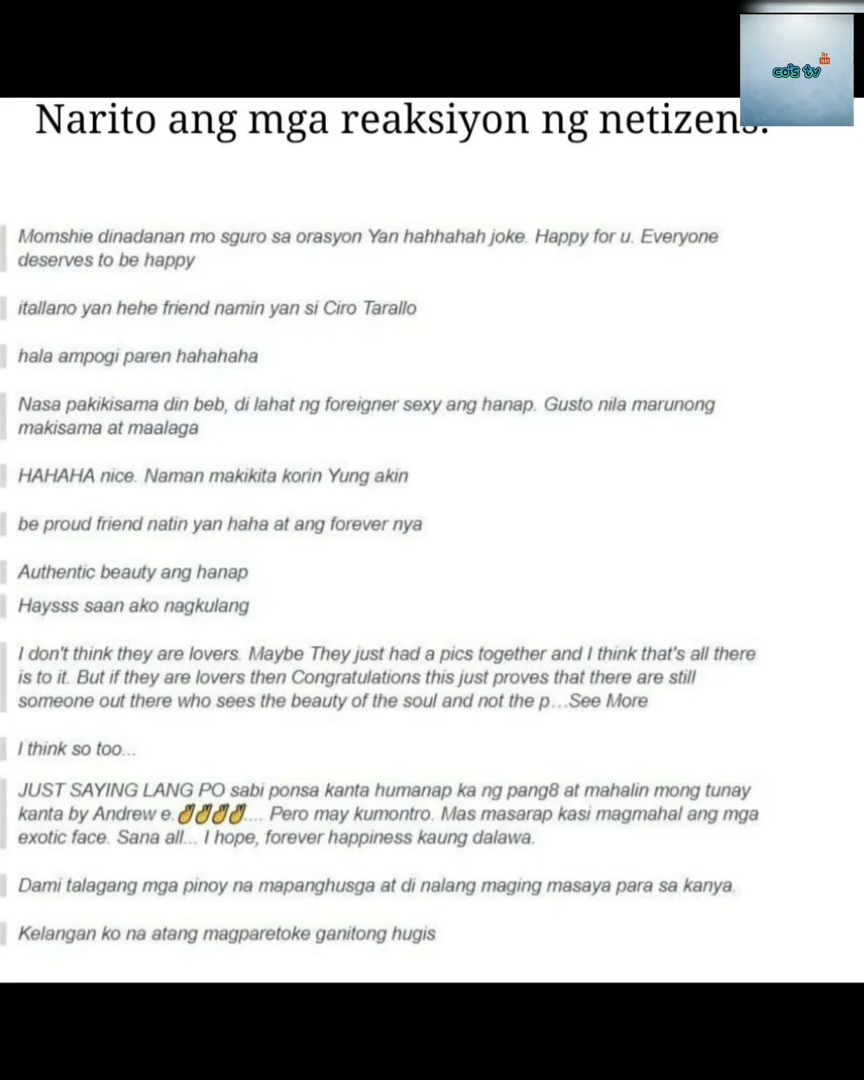 co's tv
Narito ang mga reaksiyon ng netizens:
Momshie dinadanan mo sguro sa orasyon Yan hahhahah joke. Happy for u. Everyone
deserves to be happy
itallano yan hehe friend namin yan si Ciro Tarallo
hala ampogi paren hahahaha
Nasa pakikisama din beb, di lahat ng foreigner sexy ang hanap. Gusto nila marunong
makisama at maalaga
HAHAHA nice. Naman makikita korin Yung akin
be proud friend natin yan haha at ang forever nya
Authentic beauty ang hanap
Haysss saan ako nagkulang
I don't think they are lovers. Maybe They just had a pics together and I think that's all there
is to it. But if they are lovers then Congratulations this just proves that there are still
someone out there who sees the beauty of the soul and not the p...See More
I think so too...
JUST SAYING LANG PO sabi ponsa kanta humanap ka ng pang8 at mahalin mong tunay
kanta by Andrew e.✌✌✌✌.... Pero may kumontro. Mas masarap kasi magmahal ang mga
exotic face. Sana all... I hope, forever happiness kaung dalawa.
Dami talagang mga pinoy na mapanghusga at di nalang maging masaya para sa kanya.
Kelangan ko na atang magparetoke ganitong hugis